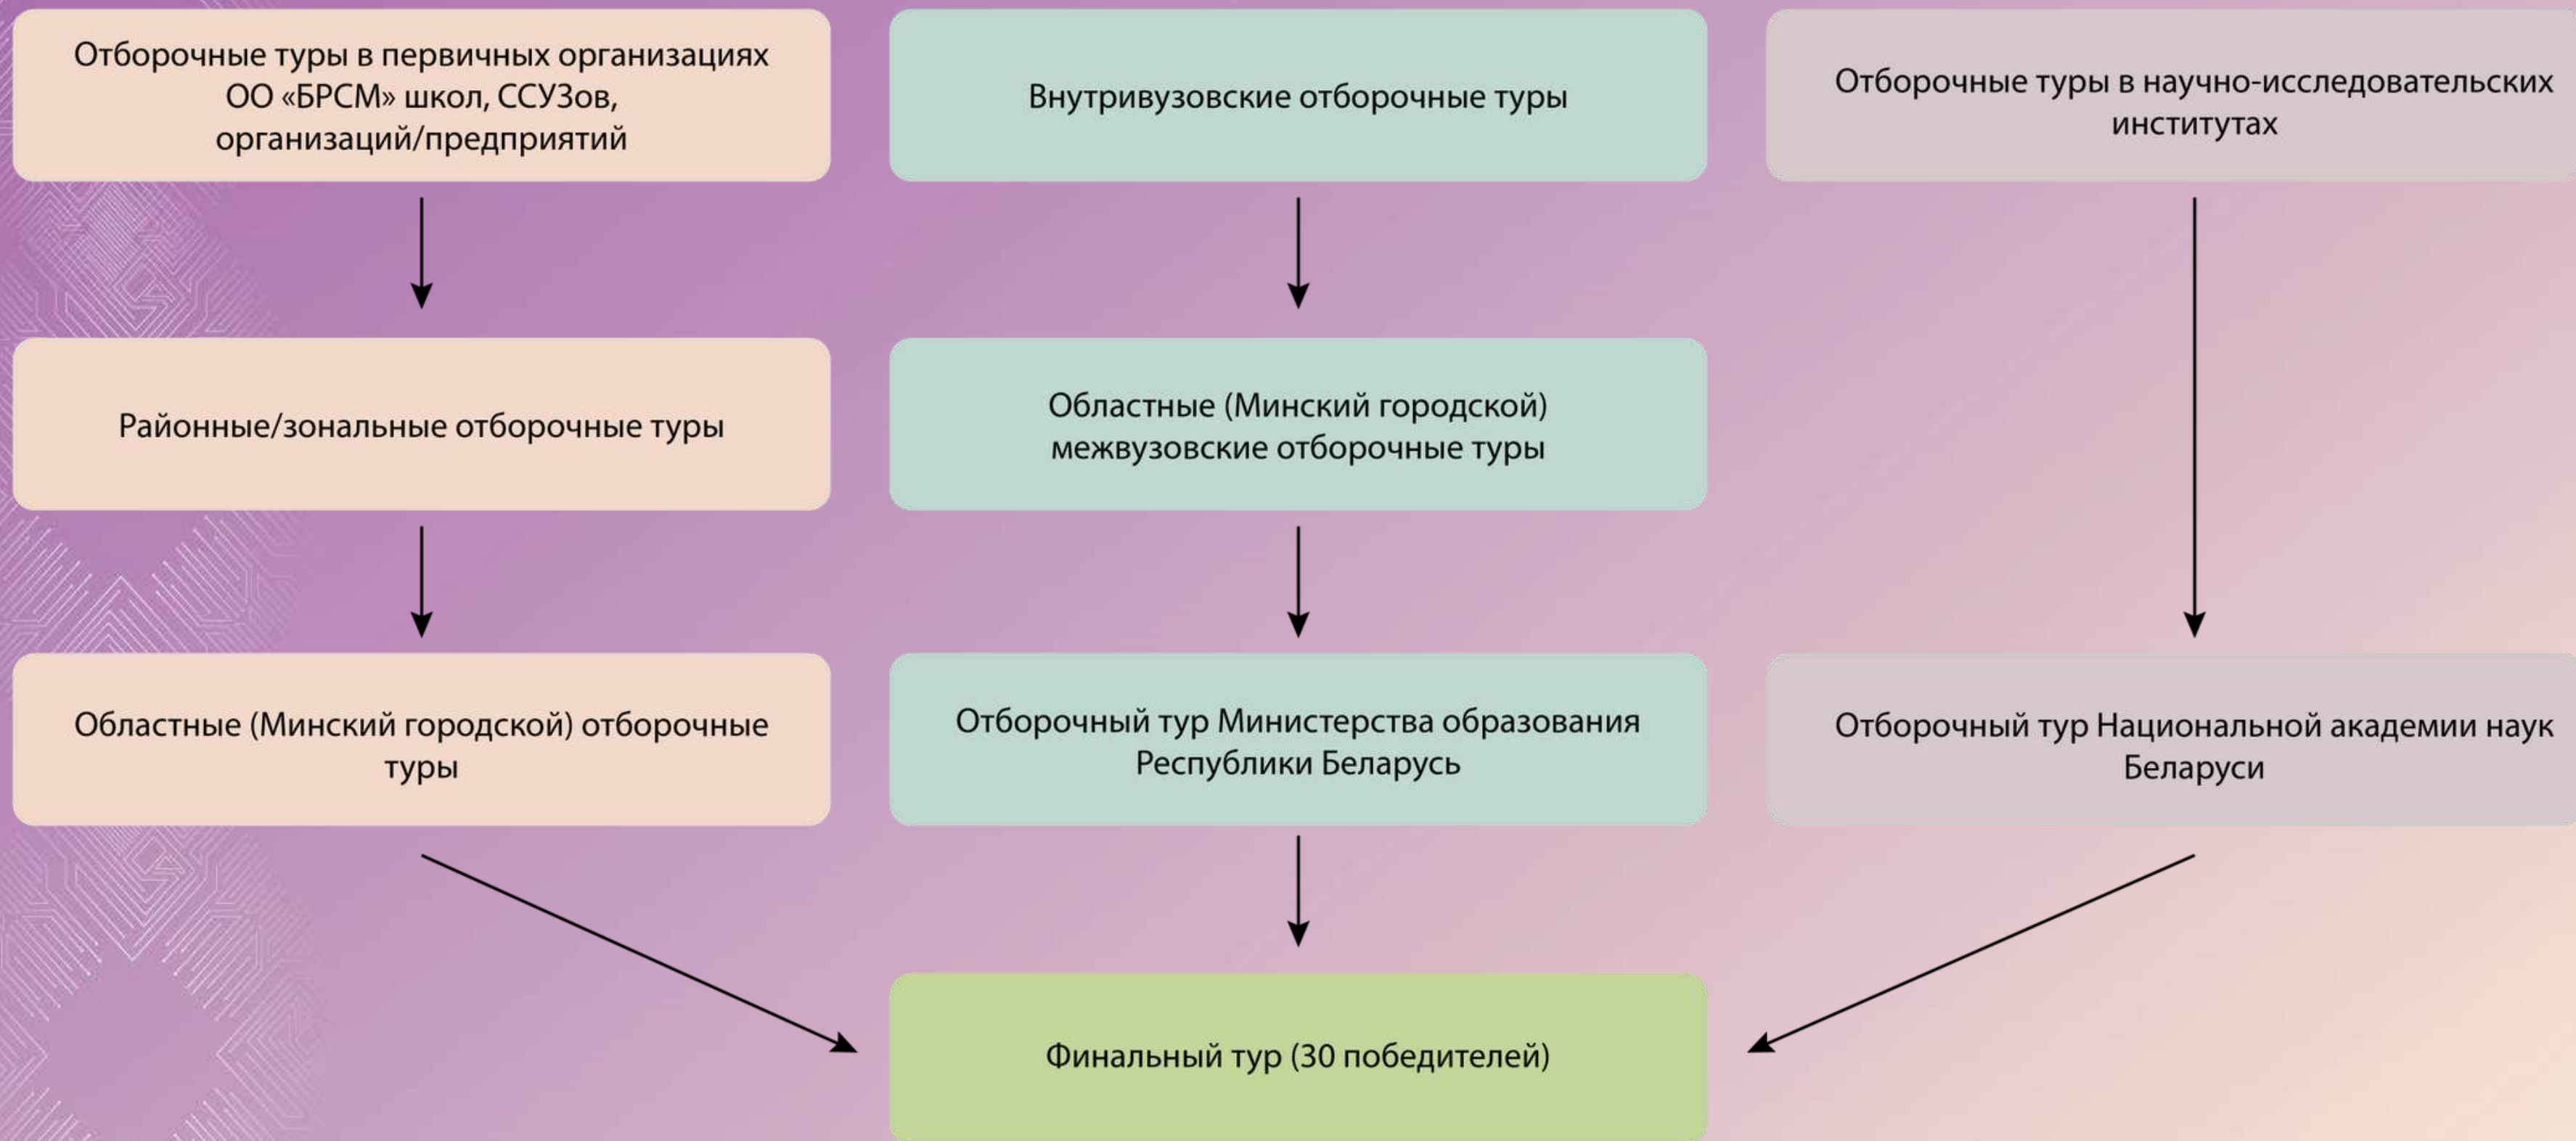 Отборочные туры в первичных организациях
ОО «БРСМ» школ, ССУЗов,
организаций/предприятий
Внутривузовские отборочные туры
Отборочные туры в научно-исследовательских
институтах
Районные/зональные отборочные туры
Областные (Минский городской)
межвузовские отборочные туры
Областные (Минский городской) отборочные
туры
Отборочный тур Министерства образования
Республики Беларусь
Отборочный тур Национальной академии наук
Беларуси
Финальный тур (30 победителей)